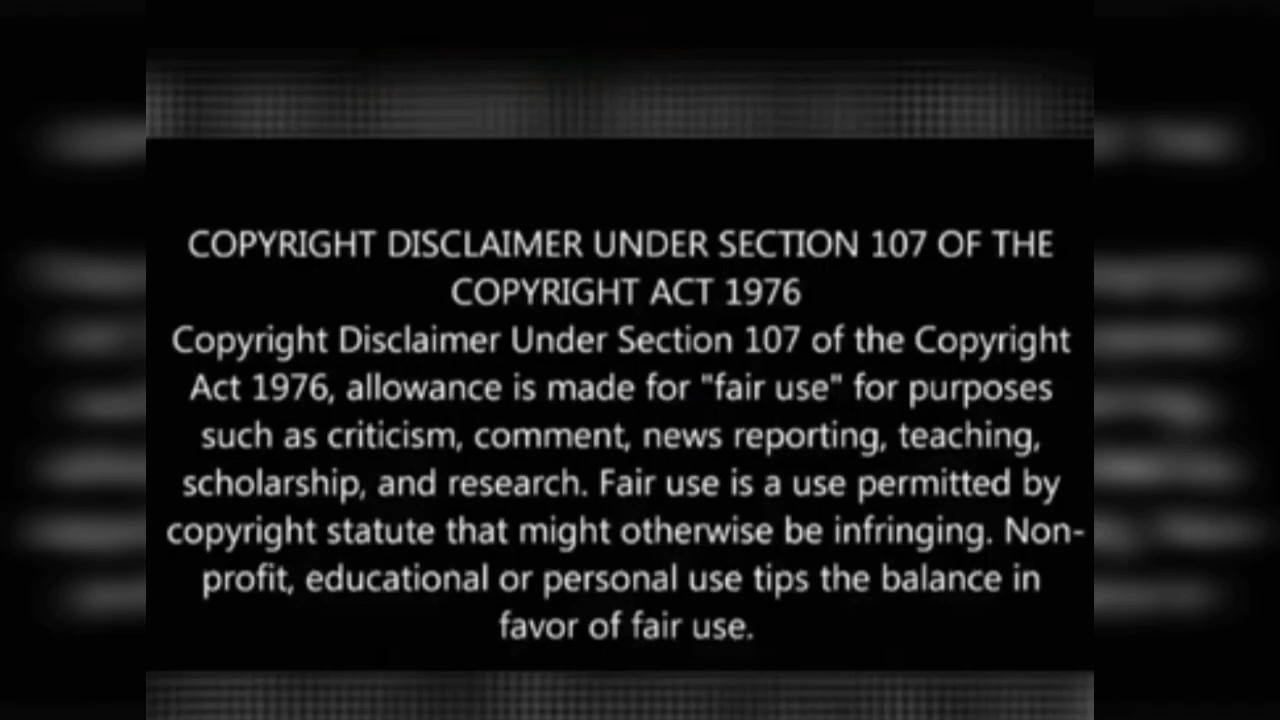 COPYRIGHT DISCLAIMER UNDER SECTION 107 OF THE
COPYRIGHT ACT 1976
Copyright Disclaimer Under Section 107 of the Copyright
Act 1976, allowance is made for "fair use" for purposes
such as criticism, comment, news reporting, teaching,
scholarship, and research. Fair use is a use permitted by
copyright statute that might otherwise be infringing. Non-
profit, educational or personal use tips the balance in
favor of fair use.